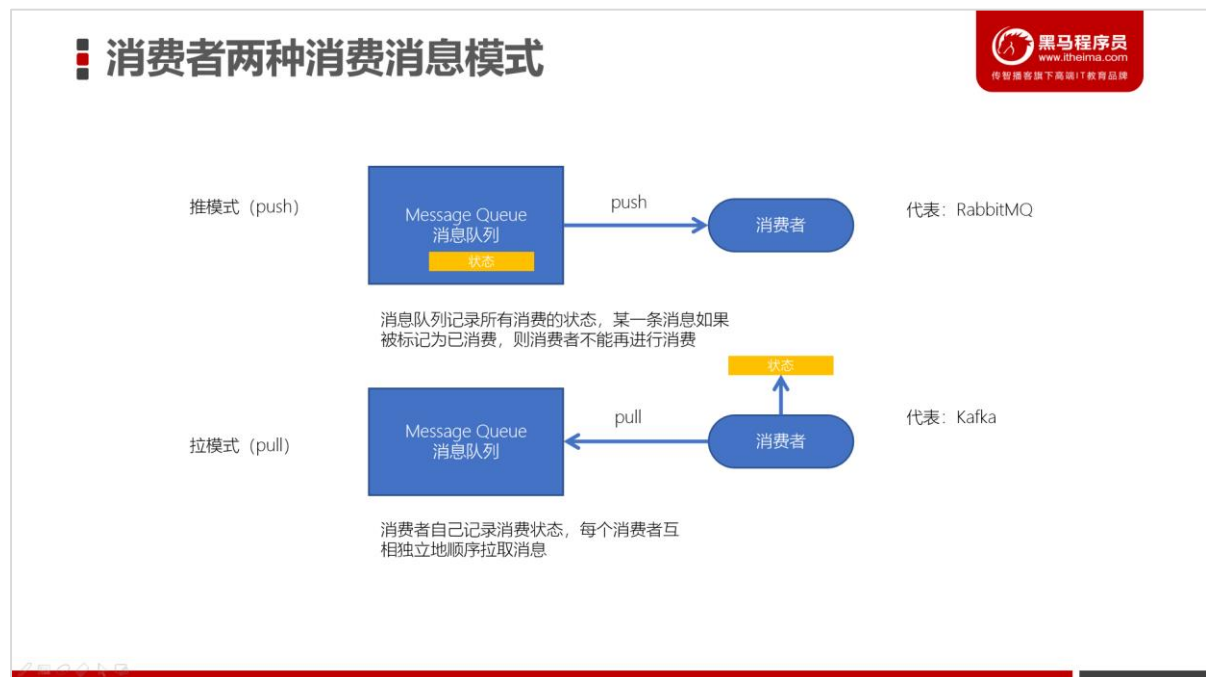 消费者两种消费消息模式
黑马程序员
www.itheima.com
传智播客旗下高端IT教育品牌
推模式（push）
Message Queue
消息队列
状态
push
消费者
代表：RabbitMQ
消息队列记录所有消费的状态，某一条消息如果
被标记为已消费，则消费者不能再进行消费
状态
拉模式（pull）
Message Queue
消息队列
pull
消费者
代表：Kafka
消费者自己记录消费状态，每个消费者互
相独立地顺序拉取消息